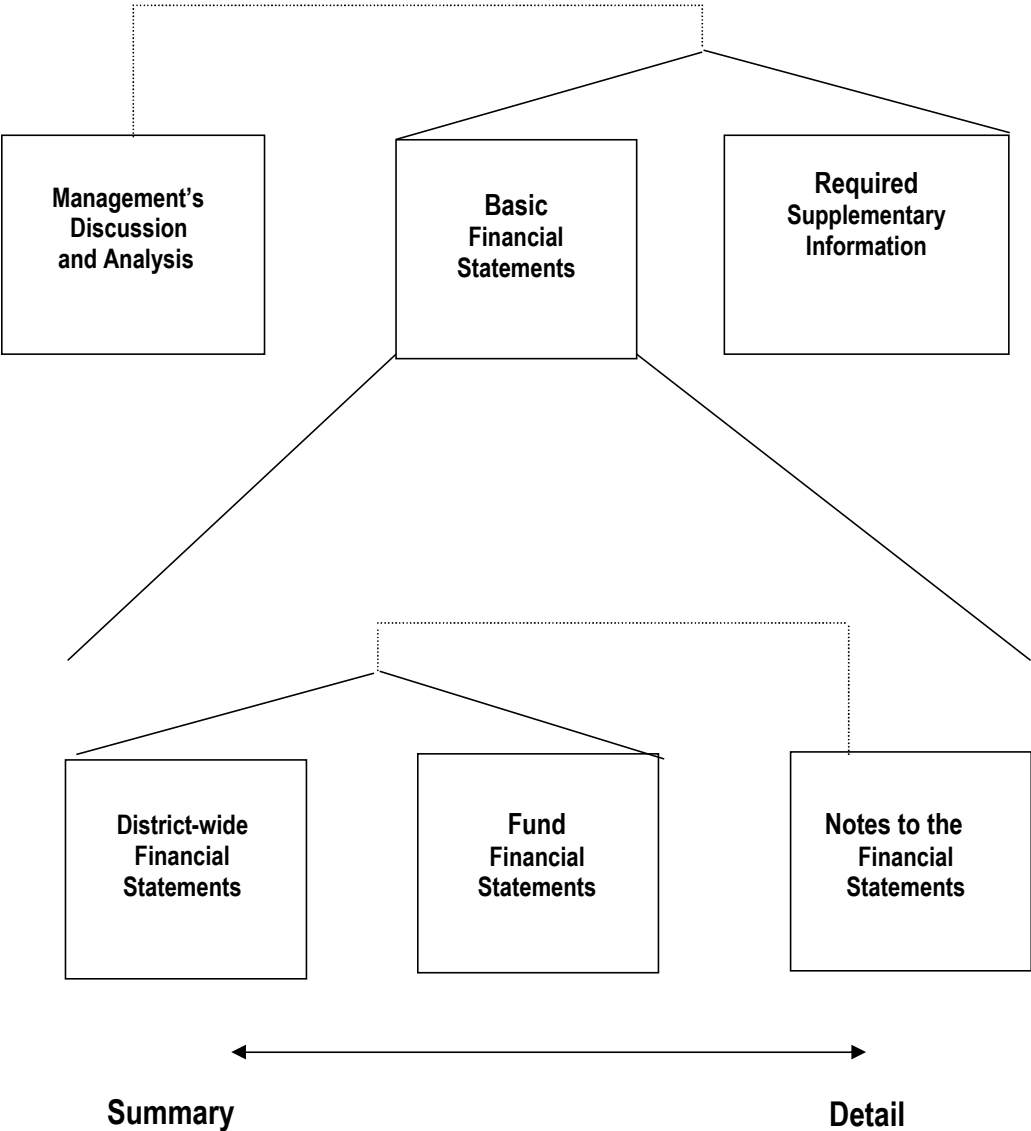 Management’s
Discussion
and Analysis
Basic
Financial
Statements
Required
Supplementary
Information
District-wide
Financial
Statements
Fund
Financial
Statements
Notes to the
Financial
Statements
Summary
Detail